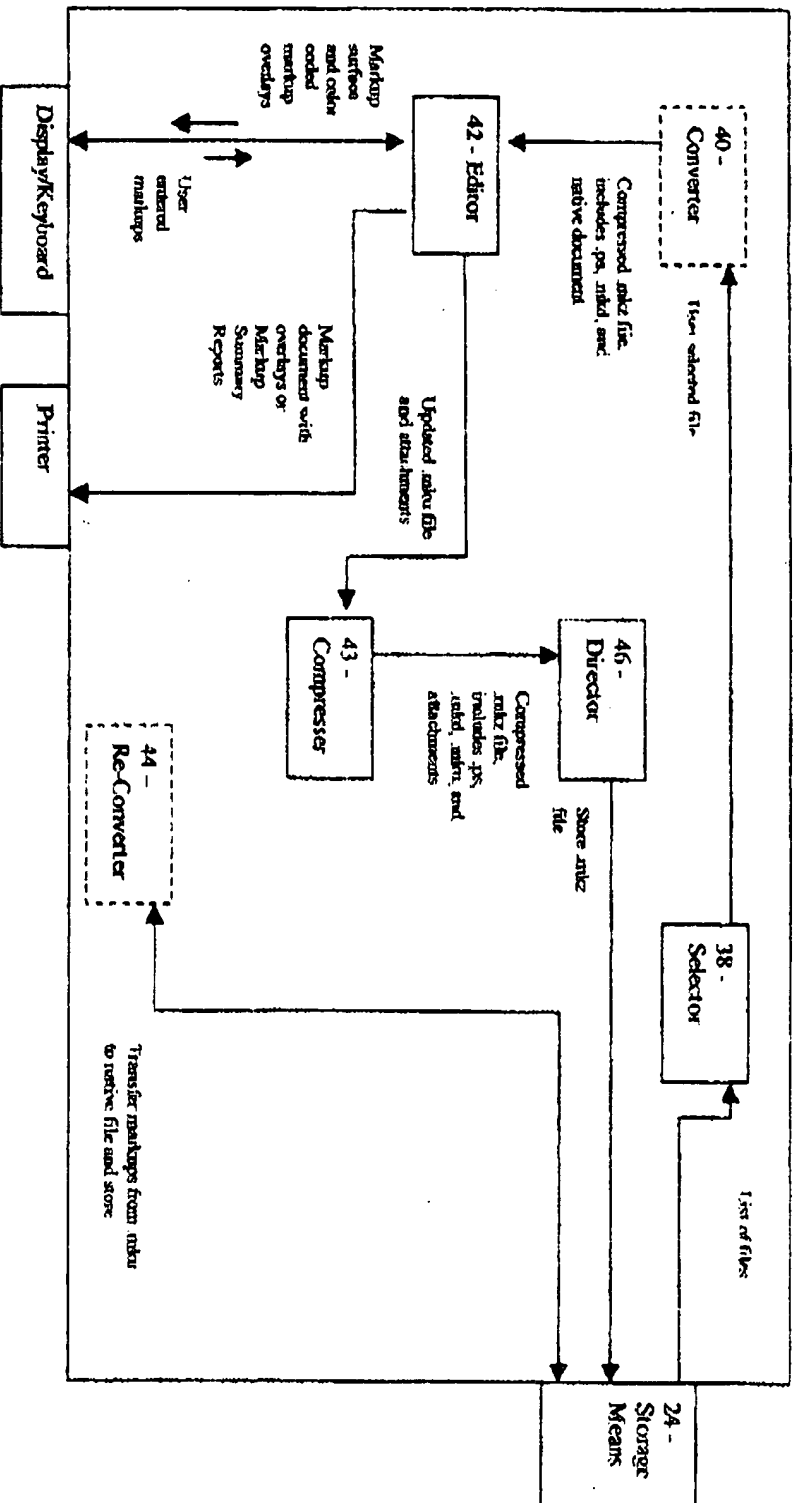 List of files
40 -
Converter
User selected file
38 -
Selector
24 -
Storage
Means
Compressed .mkz file,
includes .ps, .mkd, and
native document
46 -
Director
Store .mkz
file
42 - Editor
Compressed
.mkz file,
includes .ps,
.mkd, .mku, and
attachments
Updated .mku file
and attachments
43 -
Compresser
Markup
surface
and color
coded
markup
overlays
Markup
document with
overlays or
Markup
Summary
Reports
User
entered
markups
44 -
Re-Converter
Transfer markups from .mku
to native file and store
Display/Keyboard
Printer